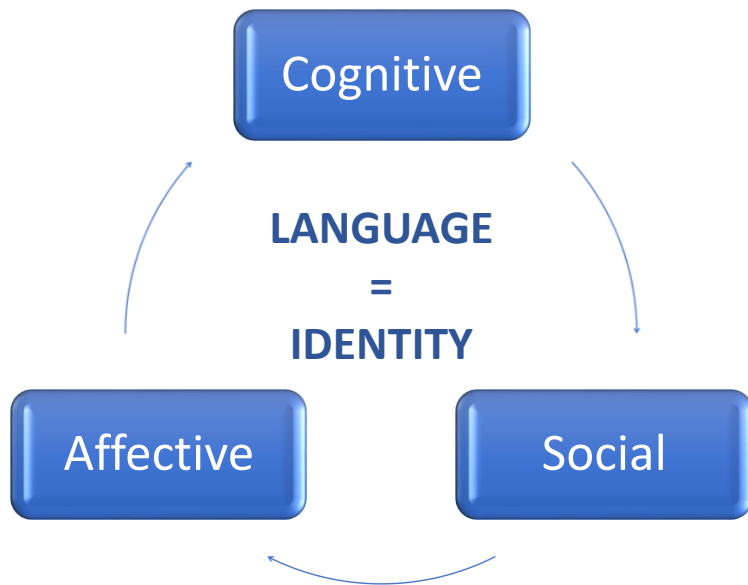 Cognitive
LANGUAGE
=
IDENTITY
Affective
Social